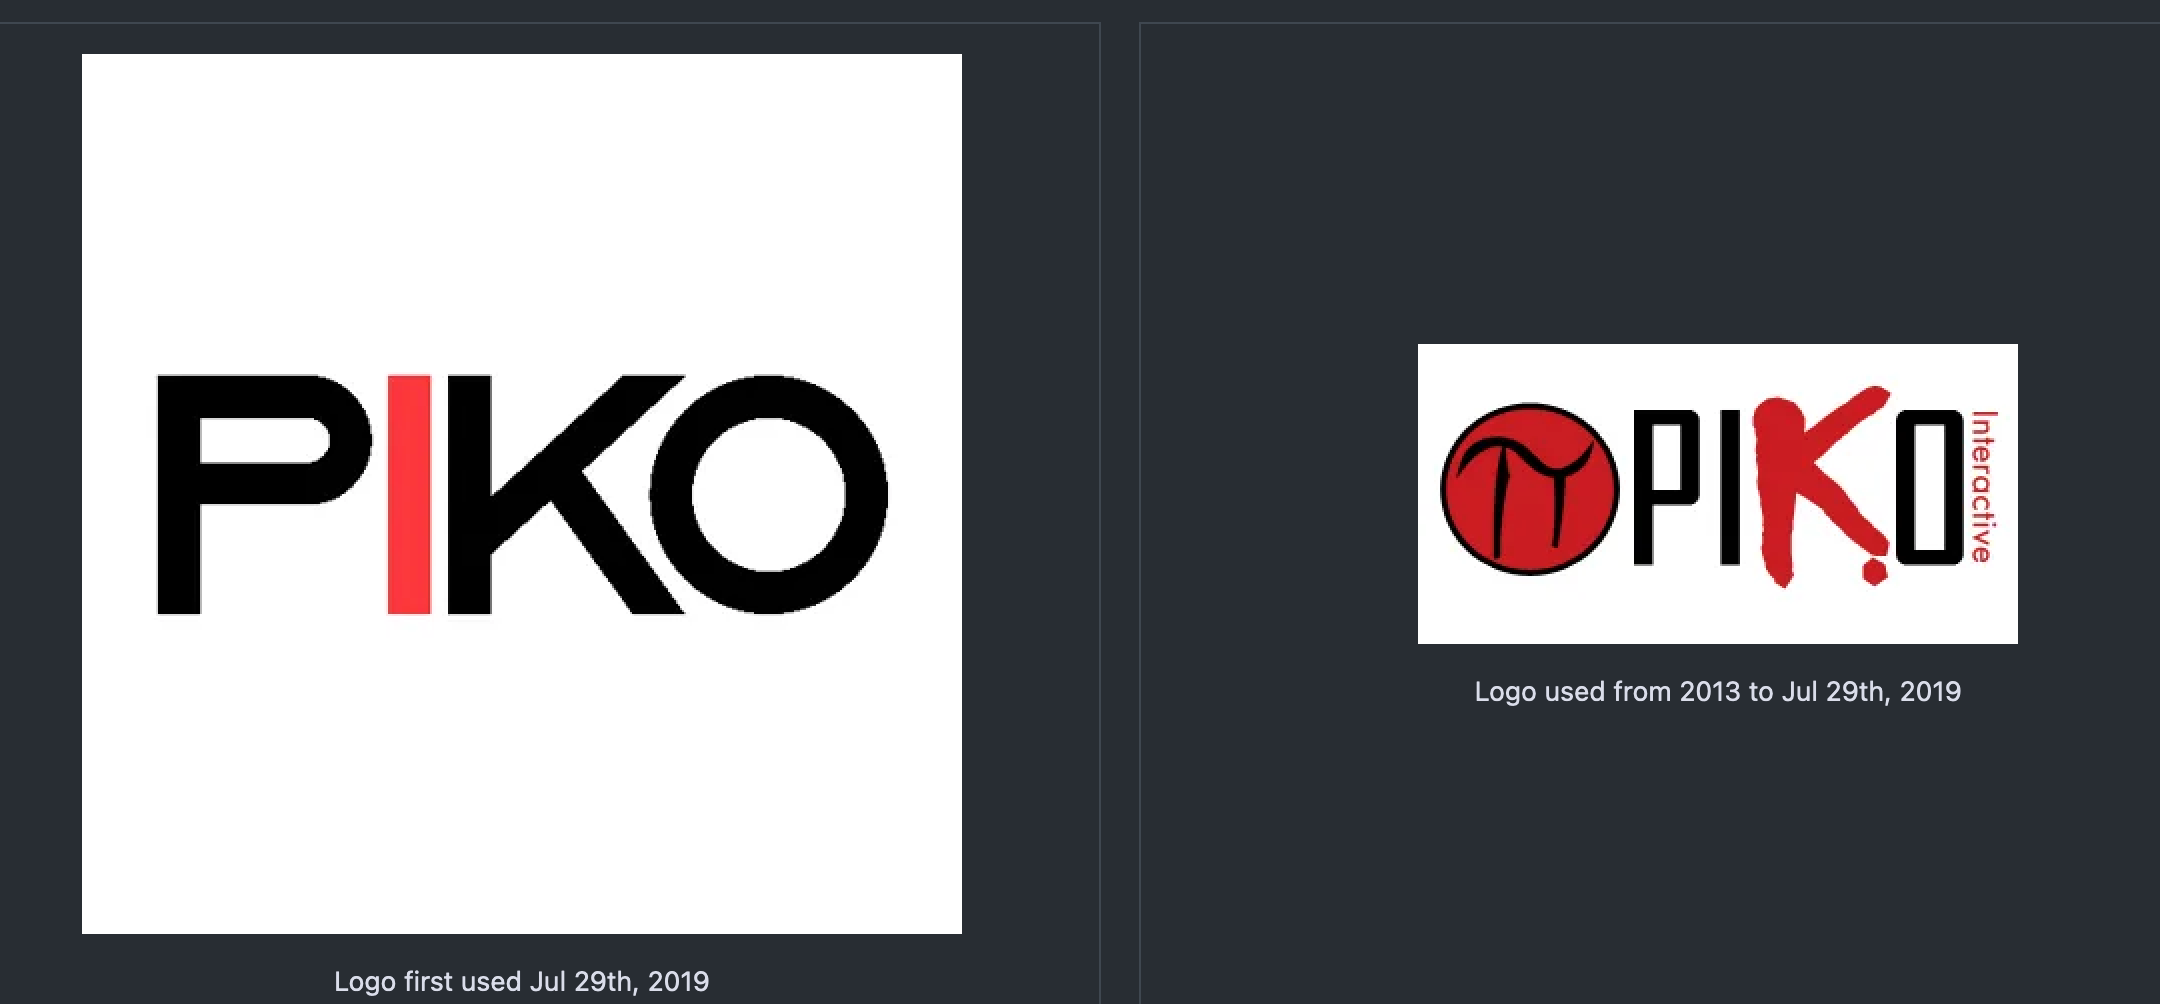 PIKO
Logo first used Jul 29th, 2019
PIKO
Interactive
Logo used from 2013 to Jul 29th, 2019